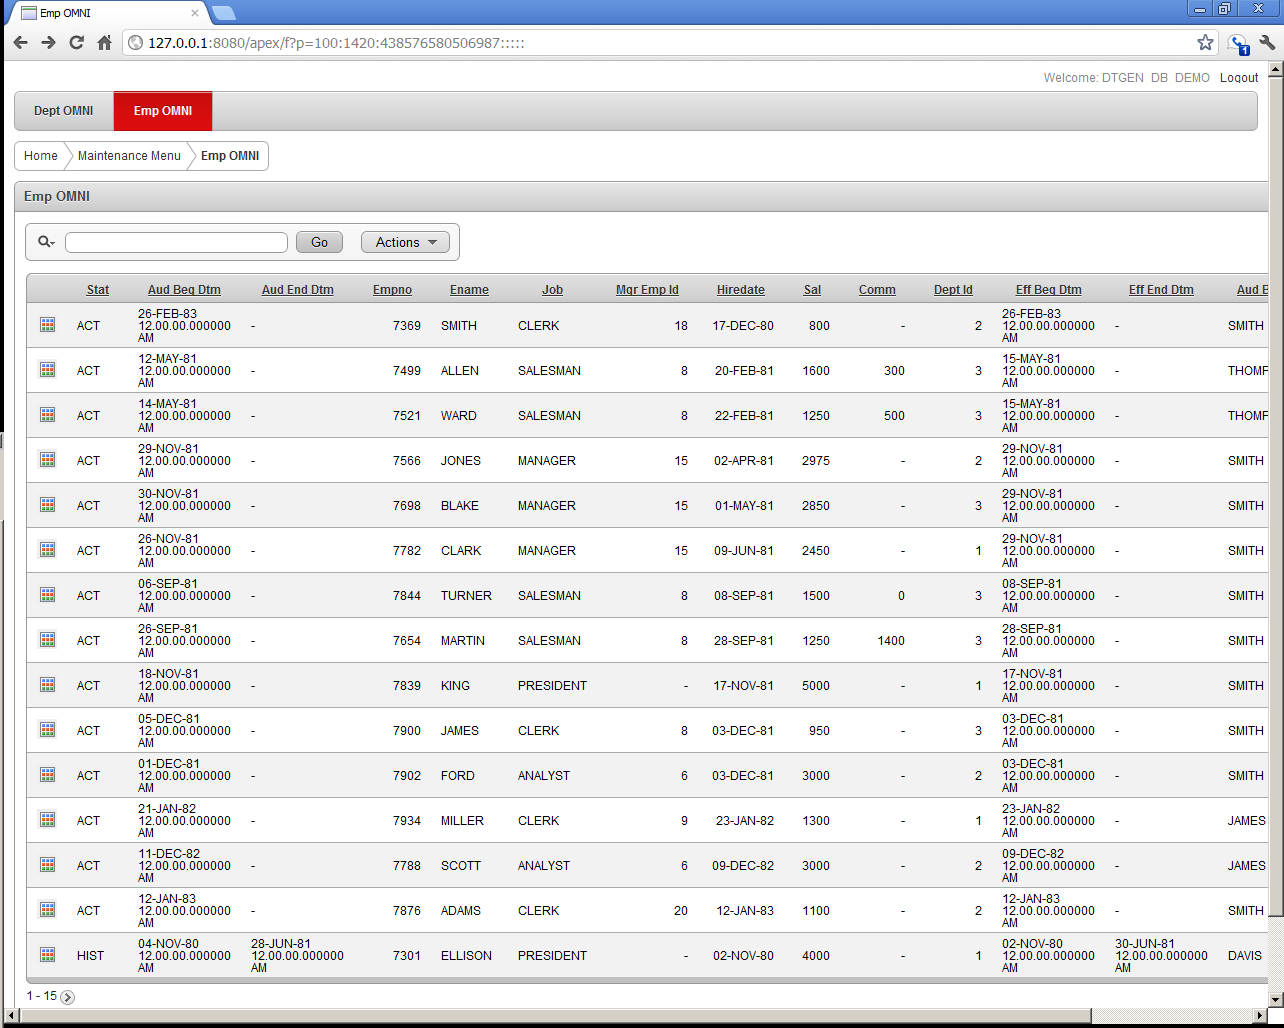 Emp OMNI
127.0.0.1:8080/apex/f?p=100:1420:438576580506987:::::
1
Welcome: DTGEN DB DEMO Logout
Dept OMNI Emp OMNI
Home Maintenance Menu Emp OMNI
Emp OMNI
Go Actions
Stat Aud Beg Dtm Aud End Dtm Empno Ename Job Mgr Emp Id Hiredate Sal Comm Dept Id Eff Beg Dtm Eff End Dtm Aud B
ACT 26-FEB-83 12.00.00.000000 AM - 7369 SMITH CLERK 18 17-DEC-80 800 - 2 26-FEB-83 12.00.00.000000 AM - SMITH
ACT 12-MAY-81 12.00.00.000000 AM - 7499 ALLEN SALESMAN 8 20-FEB-81 1600 300 3 15-MAY-81 12.00.00.000000 AM - THOMF
ACT 14-MAY-81 12.00.00.000000 AM - 7521 WARD SALESMAN 8 22-FEB-81 1250 500 3 15-MAY-81 12.00.00.000000 AM - THOMF
ACT 29-NOV-81 12.00.00.000000 AM - 7566 JONES MANAGER 15 02-APR-81 2975 - 2 29-NOV-81 12.00.00.000000 AM - SMITH
ACT 30-NOV-81 12.00.00.000000 AM - 7698 BLAKE MANAGER 15 01-MAY-81 2850 - 3 29-NOV-81 12.00.00.000000 AM - SMITH
ACT 26-NOV-81 12.00.00.000000 AM - 7782 CLARK MANAGER 15 09-JUN-81 2450 - 1 29-NOV-81 12.00.00.000000 AM - SMITH
ACT 06-SEP-81 12.00.00.000000 AM - 7844 TURNER SALESMAN 8 08-SEP-81 1500 0 3 08-SEP-81 12.00.00.000000 AM - SMITH
ACT 26-SEP-81 12.00.00.000000 AM - 7654 MARTIN SALESMAN 8 28-SEP-81 1250 1400 3 28-SEP-81 12.00.00.000000 AM - SMITH
ACT 18-NOV-81 12.00.00.000000 AM - 7839 KING PRESIDENT - 17-NOV-81 5000 - 1 17-NOV-81 12.00.00.000000 AM - SMITH
ACT 05-DEC-81 12.00.00.000000 AM - 7900 JAMES CLERK 8 03-DEC-81 950 - 3 03-DEC-81 12.00.00.000000 AM - SMITH
ACT 01-DEC-81 12.00.00.000000 AM - 7902 FORD ANALYST 6 03-DEC-81 3000 - 2 03-DEC-81 12.00.00.000000 AM - SMITH
ACT 21-JAN-82 12.00.00.000000 AM - 7934 MILLER CLERK 9 23-JAN-82 1300 - 1 23-JAN-82 12.00.00.000000 AM - JAMES
ACT 11-DEC-82 12.00.00.000000 AM - 7788 SCOTT ANALYST 6 09-DEC-82 3000 - 2 09-DEC-82 12.00.00.000000 AM - JAMES
ACT 12-JAN-83 12.00.00.000000 AM - 7876 ADAMS CLERK 20 12-JAN-83 1100 - 2 12-JAN-83 12.00.00.000000 AM - SMITH
HIST 04-NOV-80 12.00.00.000000 AM 28-JUN-81 12.00.00.000000 AM 7301 ELLISON PRESIDENT - 02-NOV-80 4000 - 1 02-NOV-80 12.00.00.000000 AM 30-JUN-81 12.00.00.000000 AM DAVIS
1 - 15